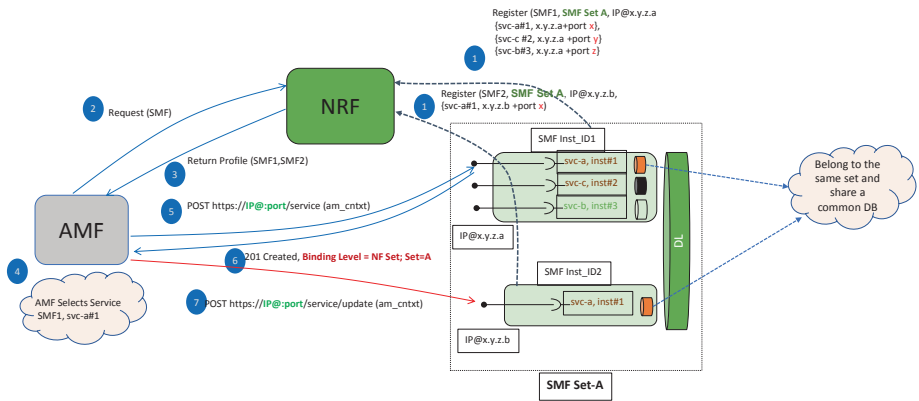 Register (SMF1, SMF Set A, IP@x.y.z.a
{svc-a#1, x.y.z.a+port x},
{svc-c #2, x.y.z.a +port y}
{svc-b#3, x.y.z.a +port z}
1
Register (SMF2, SMF Set A, IP@x.y.z.b,
{svc-a#1, x.y.z.b +port x)
1
NRF
2
Request (SMF)
3
Return Profile (SMF1,SMF2)
5
POST https://IP@:port/service (am_cntxt)
AMF
6
201 Created, Binding Level = NF Set; Set=A
4
AMF Selects Service
SMF1, svc-a#1
7
POST https://IP@:port/service/update (am_cntxt)
SMF Inst_ID1
svc-a, inst#1
svc-c, inst#2
svc-b, inst#3
IP@x.y.z.a
SMF Inst_ID2
svc-a, inst#1
IP@x.y.z.b
DL
SMF Set-A
Belong to the
same set and
share a
common DB